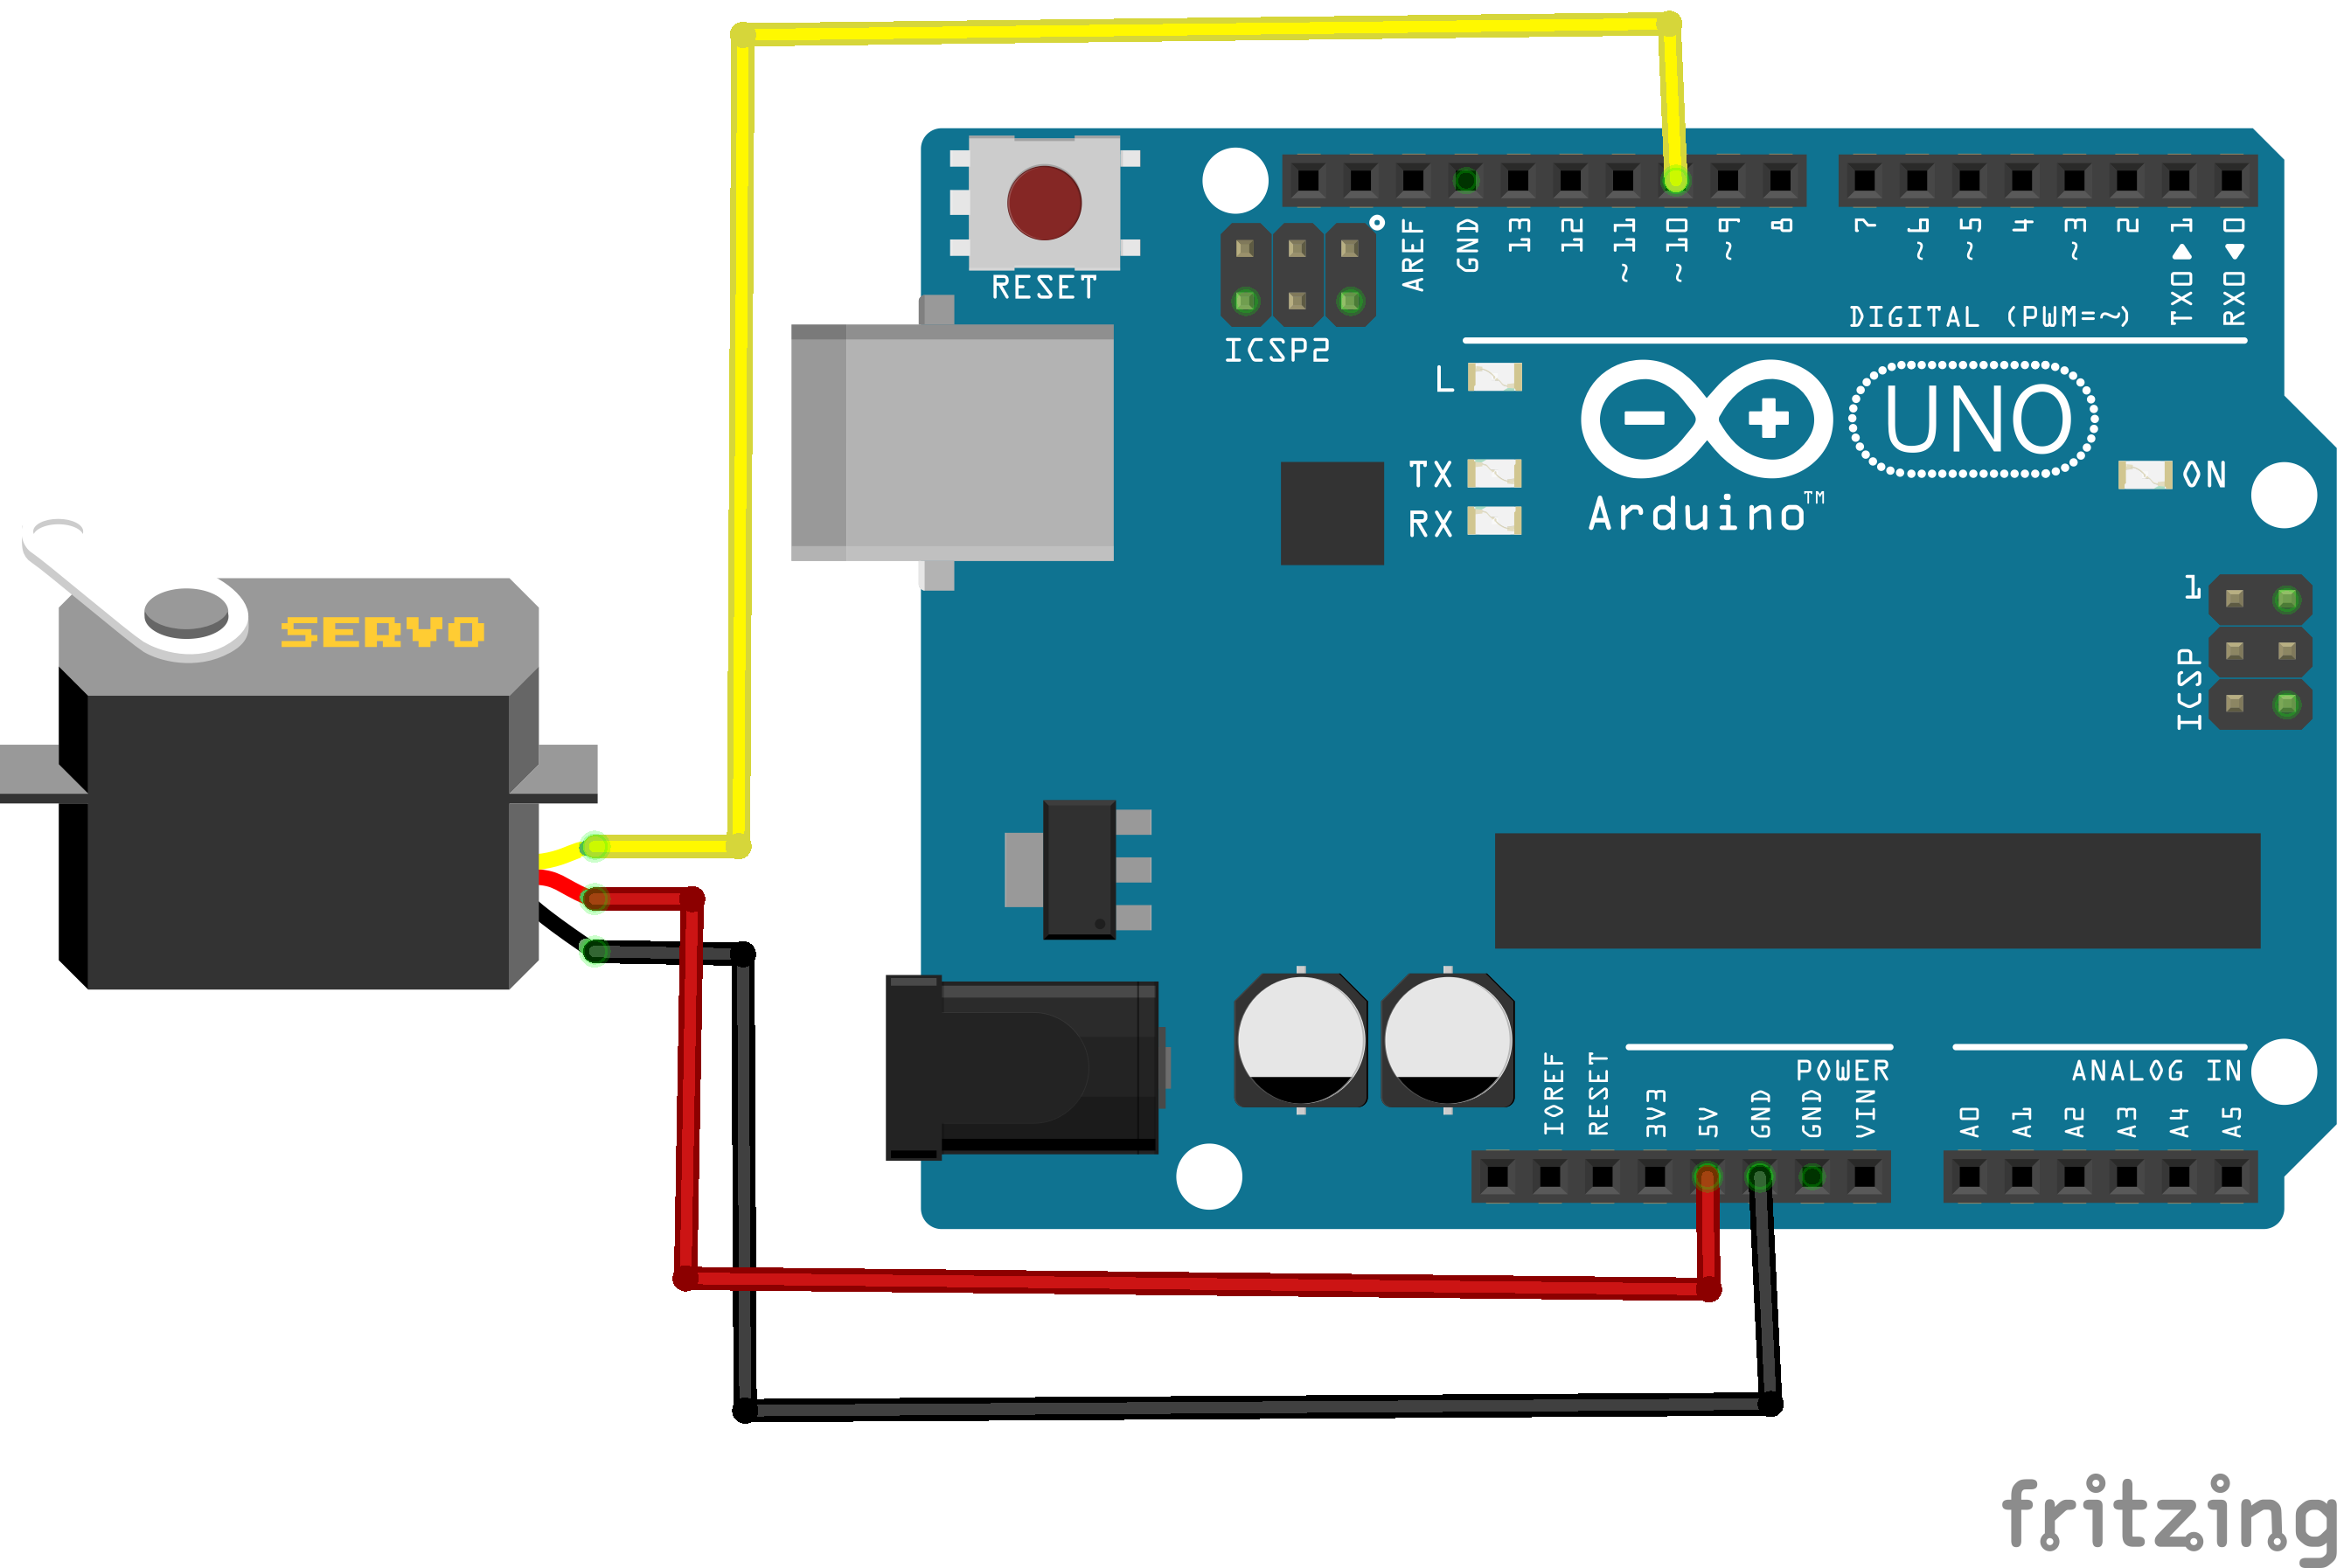 RESET
ICSP2
AREF
GND
13
12
~11
~10
~9
8
7
~6
~5
4
~3
2
TX0▶1
RX0◀0
DIGITAL (PWM=~)
L
TX
RX
UNO
Arduino™
ON
1
ICSP
SERVO
IOREF
RESET
3V3
5V
GND
GND
VIN
POWER
A0
A1
A2
A3
A4
A5
ANALOG IN
fritzing